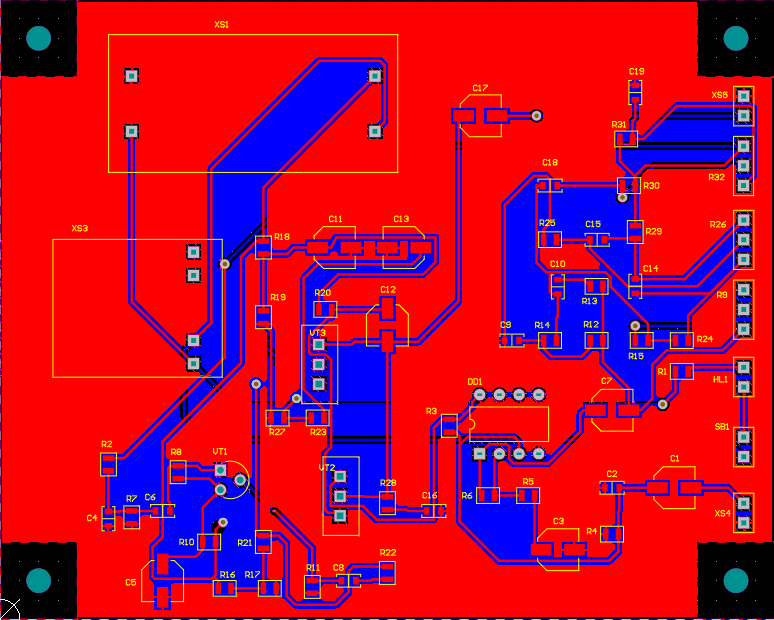 XS1
C19
C17
XS5
R31
C18
R32
R30
XS3
C11
C13
R18
R25
C15
R29
R26
C10
C14
R20
C12
R13
R9
R19
VT3
C9
R14
R12
R15
R24
R1
HL1
DD1
C7
R27
R23
R3
SB1
R2
R8
VT1
VT2
C1
C2
R28
R6
R5
C16
C4
R7
C6
XS4
R10
R21
C3
R4
C5
R16
R17
R11
C8
R22